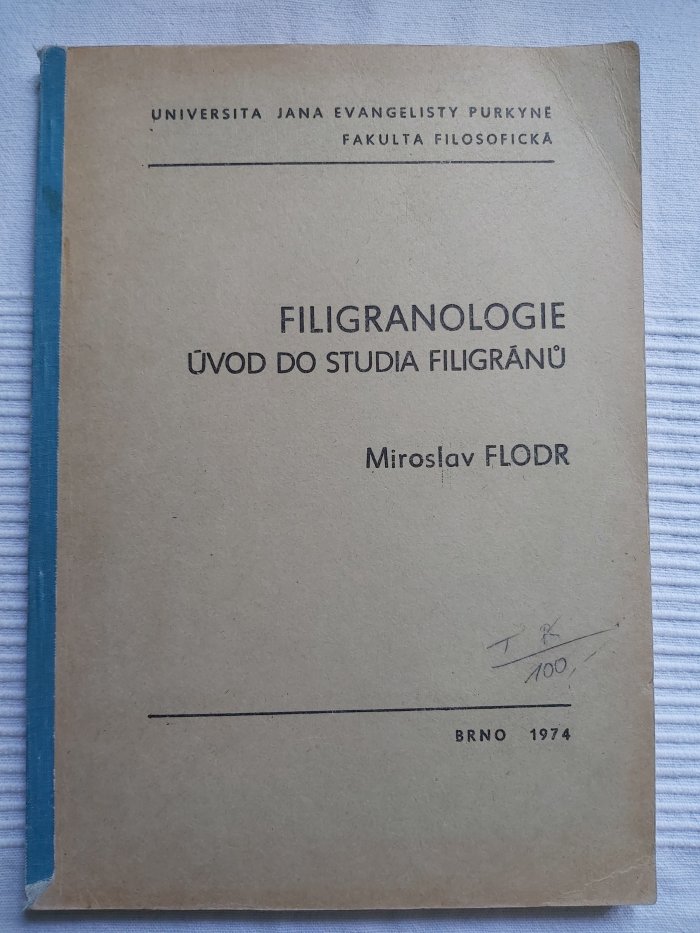 UNIVERSITA JANA EVANGELISTY PURKYNĚ
FAKULTA FILOSOFICKÁ
FILIGRANOLOGIE
ÚVOD DO STUDIA FILIGRÁNŮ
Miroslav FLODR
100,-
BRNO 1974